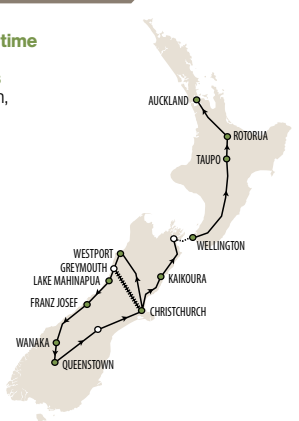 time
n,
AUCKLAND
ROTORUA
TAUPO
WELLINGTON
WESTPORT
GREYMOUTH
LAKE MAHINAPUA
KAIKOURA
FRANZ JOSEF
CHRISTCHURCH
WANAKA
QUEENSTOWN